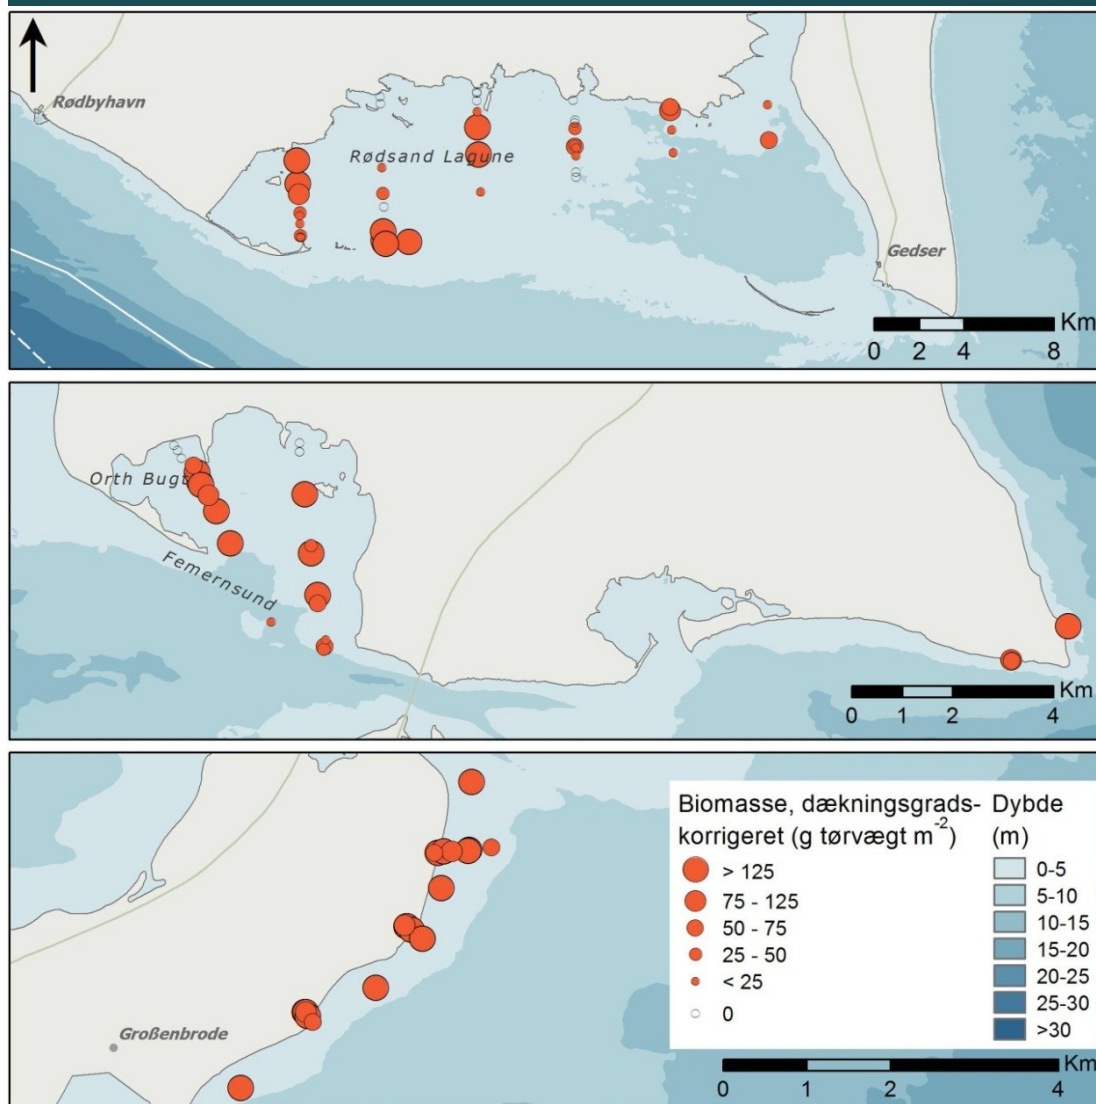 Rødbyhavn
Rødsand Lagune
Gedser
Km
0 2 4 8
Orth Bugt
Femernsund
Km
0 1 2 4
Großenbrode
Biomasse, dækningsgrads-
korrigeret (g tørvægt m⁻²)
> 125
75 - 125
50 - 75
25 - 50
< 25
0
Dybde
(m)
0-5
5-10
10-15
15-20
20-25
25-30
>30
Km
0 1 2 4